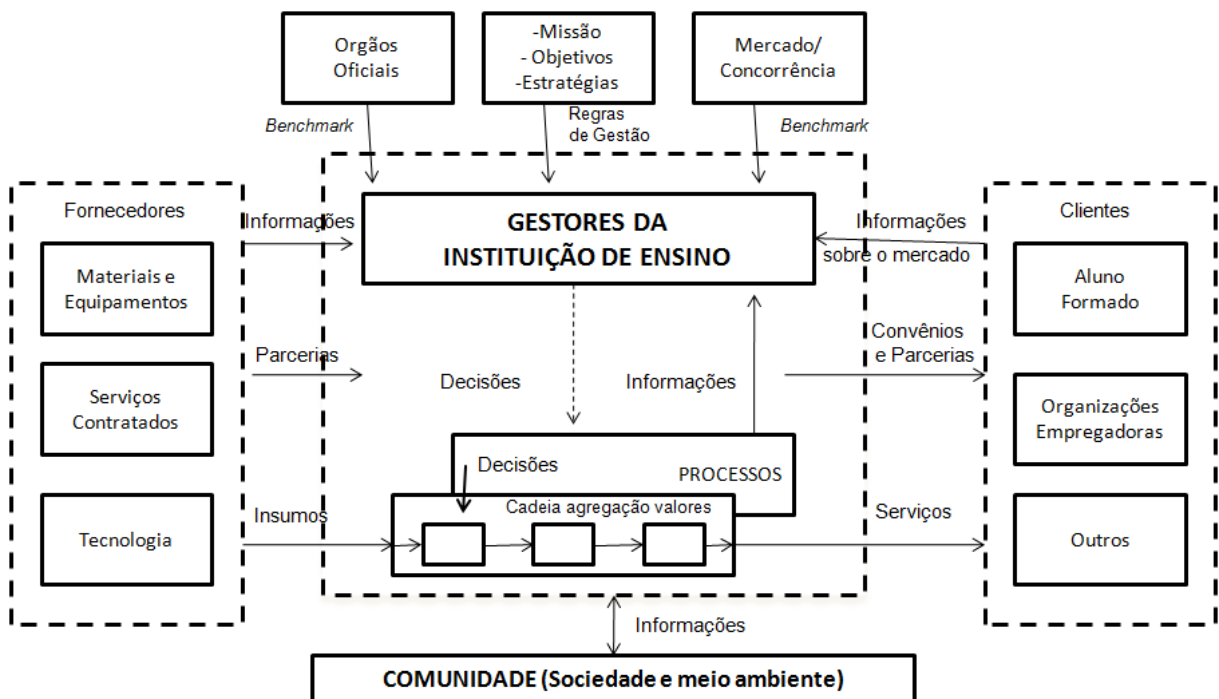 Orgãos
Oficiais
-Missão
- Objetivos
-Estratégias
Mercado/
Concorrência
Benchmark
Regras
de Gestão
Benchmark
Fornecedores
Materiais e
Equipamentos
Serviços
Contratados
Tecnologia
Informações
Parcerias
Insumos
GESTORES DA
INSTITUIÇÃO DE ENSINO
Decisões
Informações
Decisões
PROCESSOS
Cadeia agregação valores
Informações
sobre o mercado
Convênios
e Parcerias
Serviços
Clientes
Aluno
Formado
Organizações
Empregadoras
Outros
Informações
COMUNIDADE (Sociedade e meio ambiente)